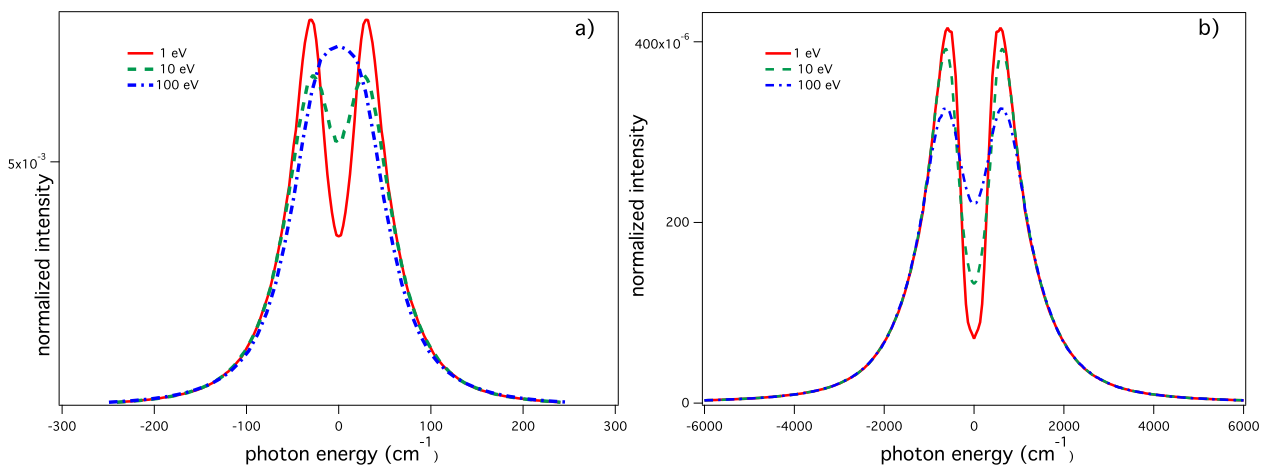 a)
1 eV
10 eV
100 eV
5x10-3
normalized intensity
-300 -200 -100 0 100 200 300
photon energy (cm-1)
b)
1 eV
10 eV
100 eV
400x10-6
200
0
normalized intensity
-6000 -4000 -2000 0 2000 4000 6000
photon energy (cm-1)